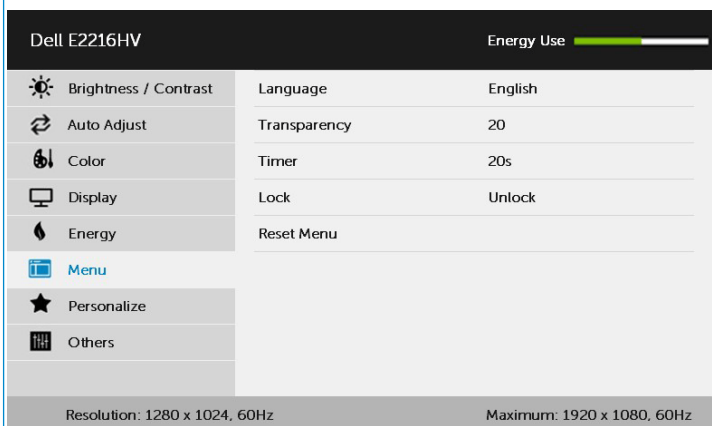 Dell E2216HV Energy Use
Brightness / Contrast Language English
Auto Adjust Transparency 20
Color Timer 20s
Display Lock Unlock
Energy Reset Menu
Menu
Personalize
Others
Resolution: 1280 x 1024, 60Hz Maximum: 1920 x 1080, 60Hz